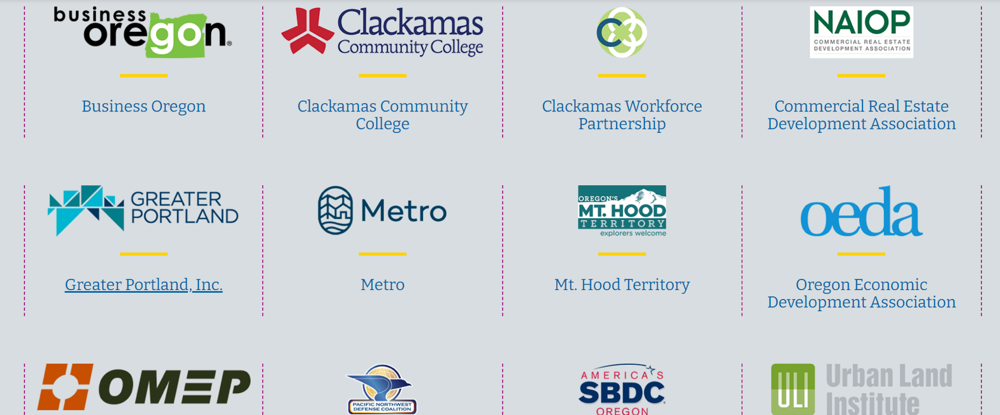 business
oregon®
Clackamas
Community College
NAIOP
COMMERCIAL REAL ESTATE
DEVELOPMENT ASSOCIATION
Business Oregon
Clackamas Community
College
Clackamas Workforce
Partnership
Commercial Real Estate
Development Association
GREATER
PORTLAND
Metro
OREGON'S
MT. HOOD
TERRITORY
explorers welcome
oeda
Greater Portland, Inc.
Metro
Mt. Hood Territory
Oregon Economic
Development Association
OMEP
PACIFIC NORTHWEST
DEFENSE COALITION
AMERICA'S
SBDC
OREGON
ULI
Urban Land
Institute